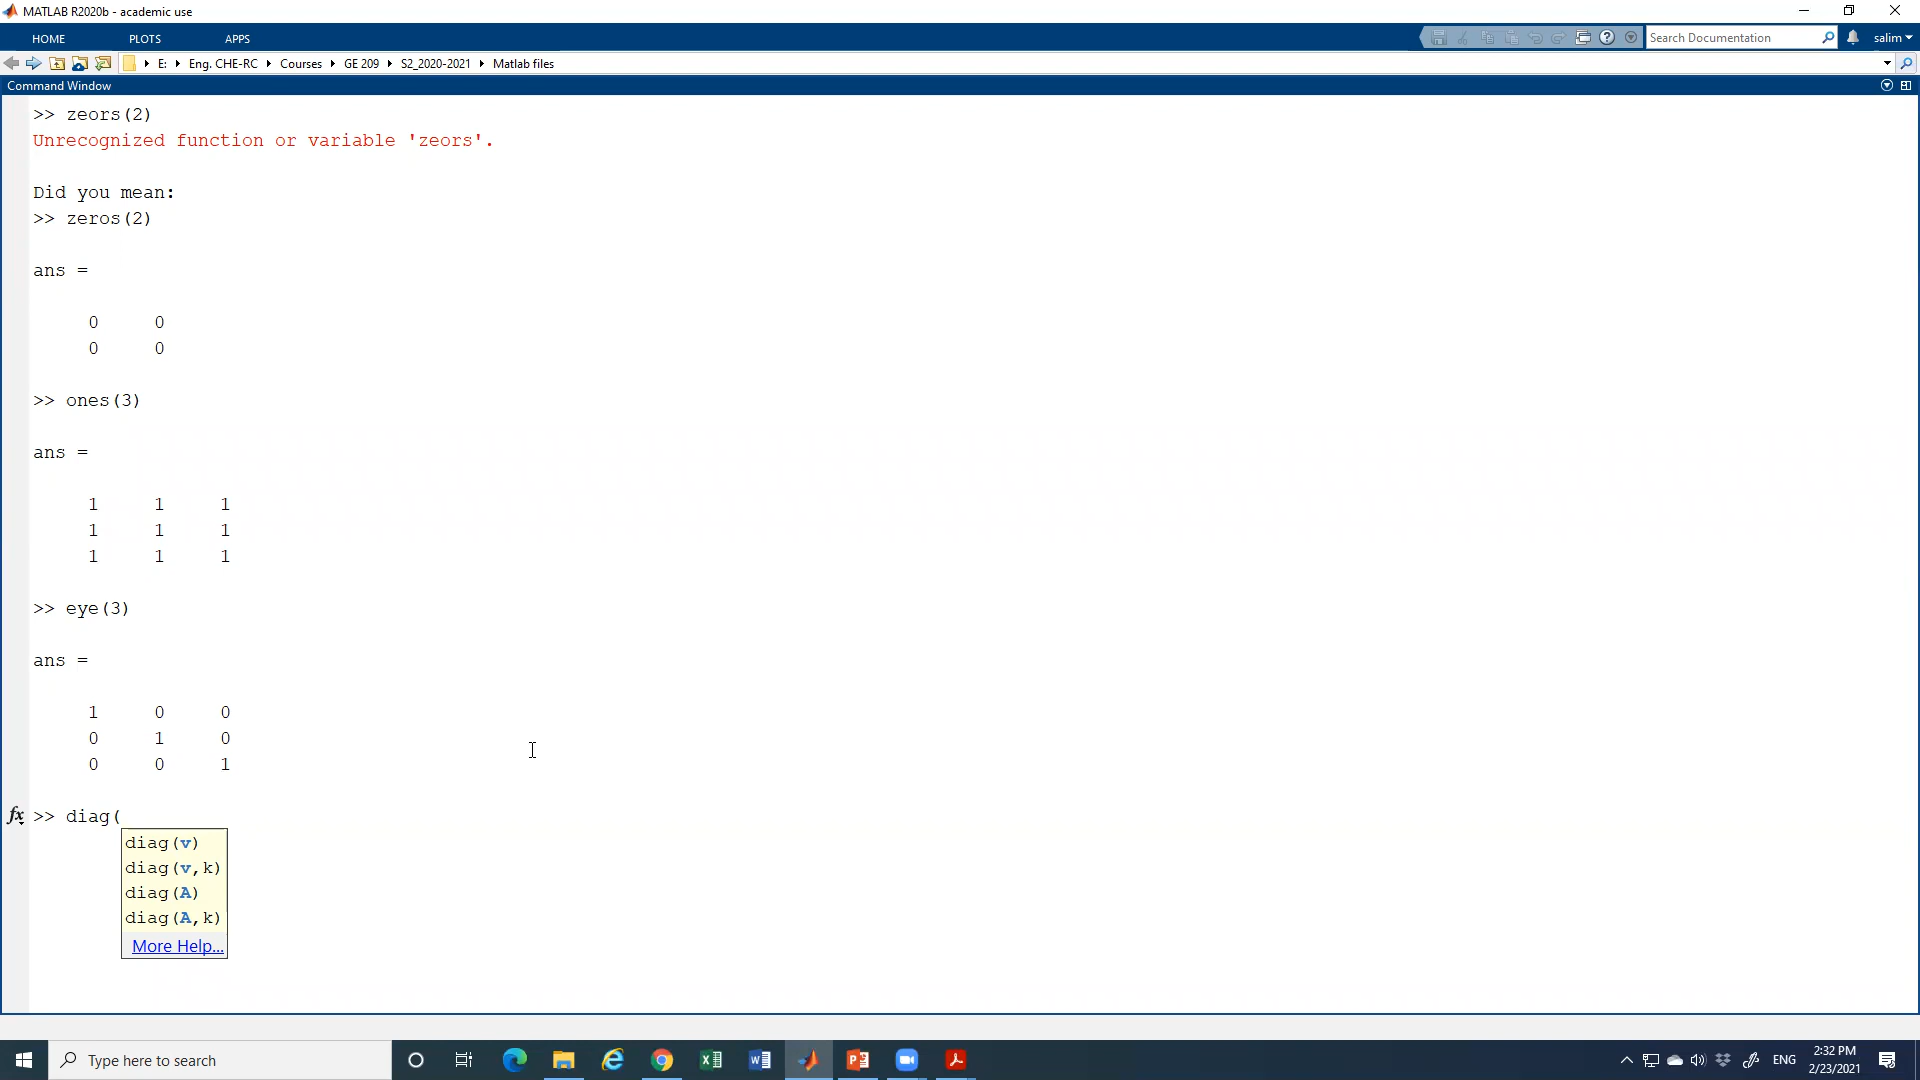 MATLAB R2020b - academic use
HOME PLOTS APPS
Search Documentation
salim
E: Eng. CHE-RC Courses GE 209 S2_2020-2021 Matlab files
Command Window
>> zeors(2)
Unrecognized function or variable 'zeors'.
Did you mean:
>> zeros(2)
ans =
0 0
0 0
>> ones(3)
ans =
1 1 1
1 1 1
1 1 1
>> eye(3)
ans =
1 0 0
0 1 0
0 0 1
fx >> diag(
diag(v)
diag(v,k)
diag(A)
diag(A,k)
More Help...
Type here to search
ENG
2:32 PM
2/23/2021